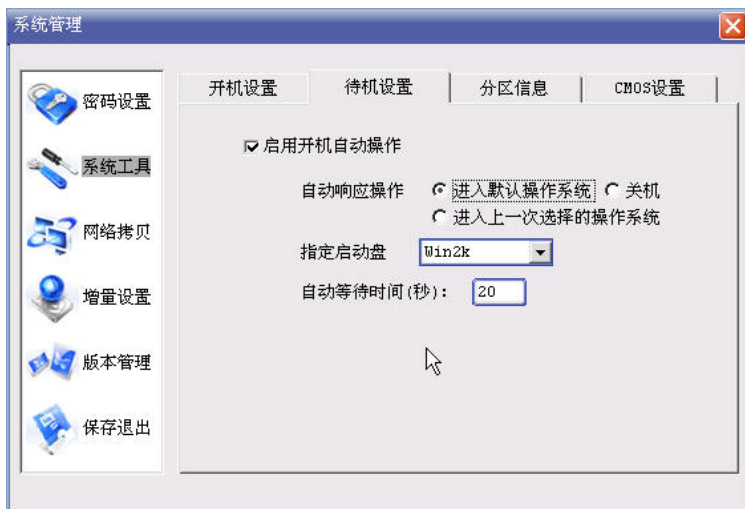 系统管理
密码设置
系统工具
网络拷贝
增量设置
版本管理
保存退出
开机设置 待机设置 分区信息 CMOS设置
启用开机自动操作
自动响应操作 进入默认操作系统 关机
进入上一次选择的操作系统
指定启动盘 Win2k
自动等待时间(秒): 20